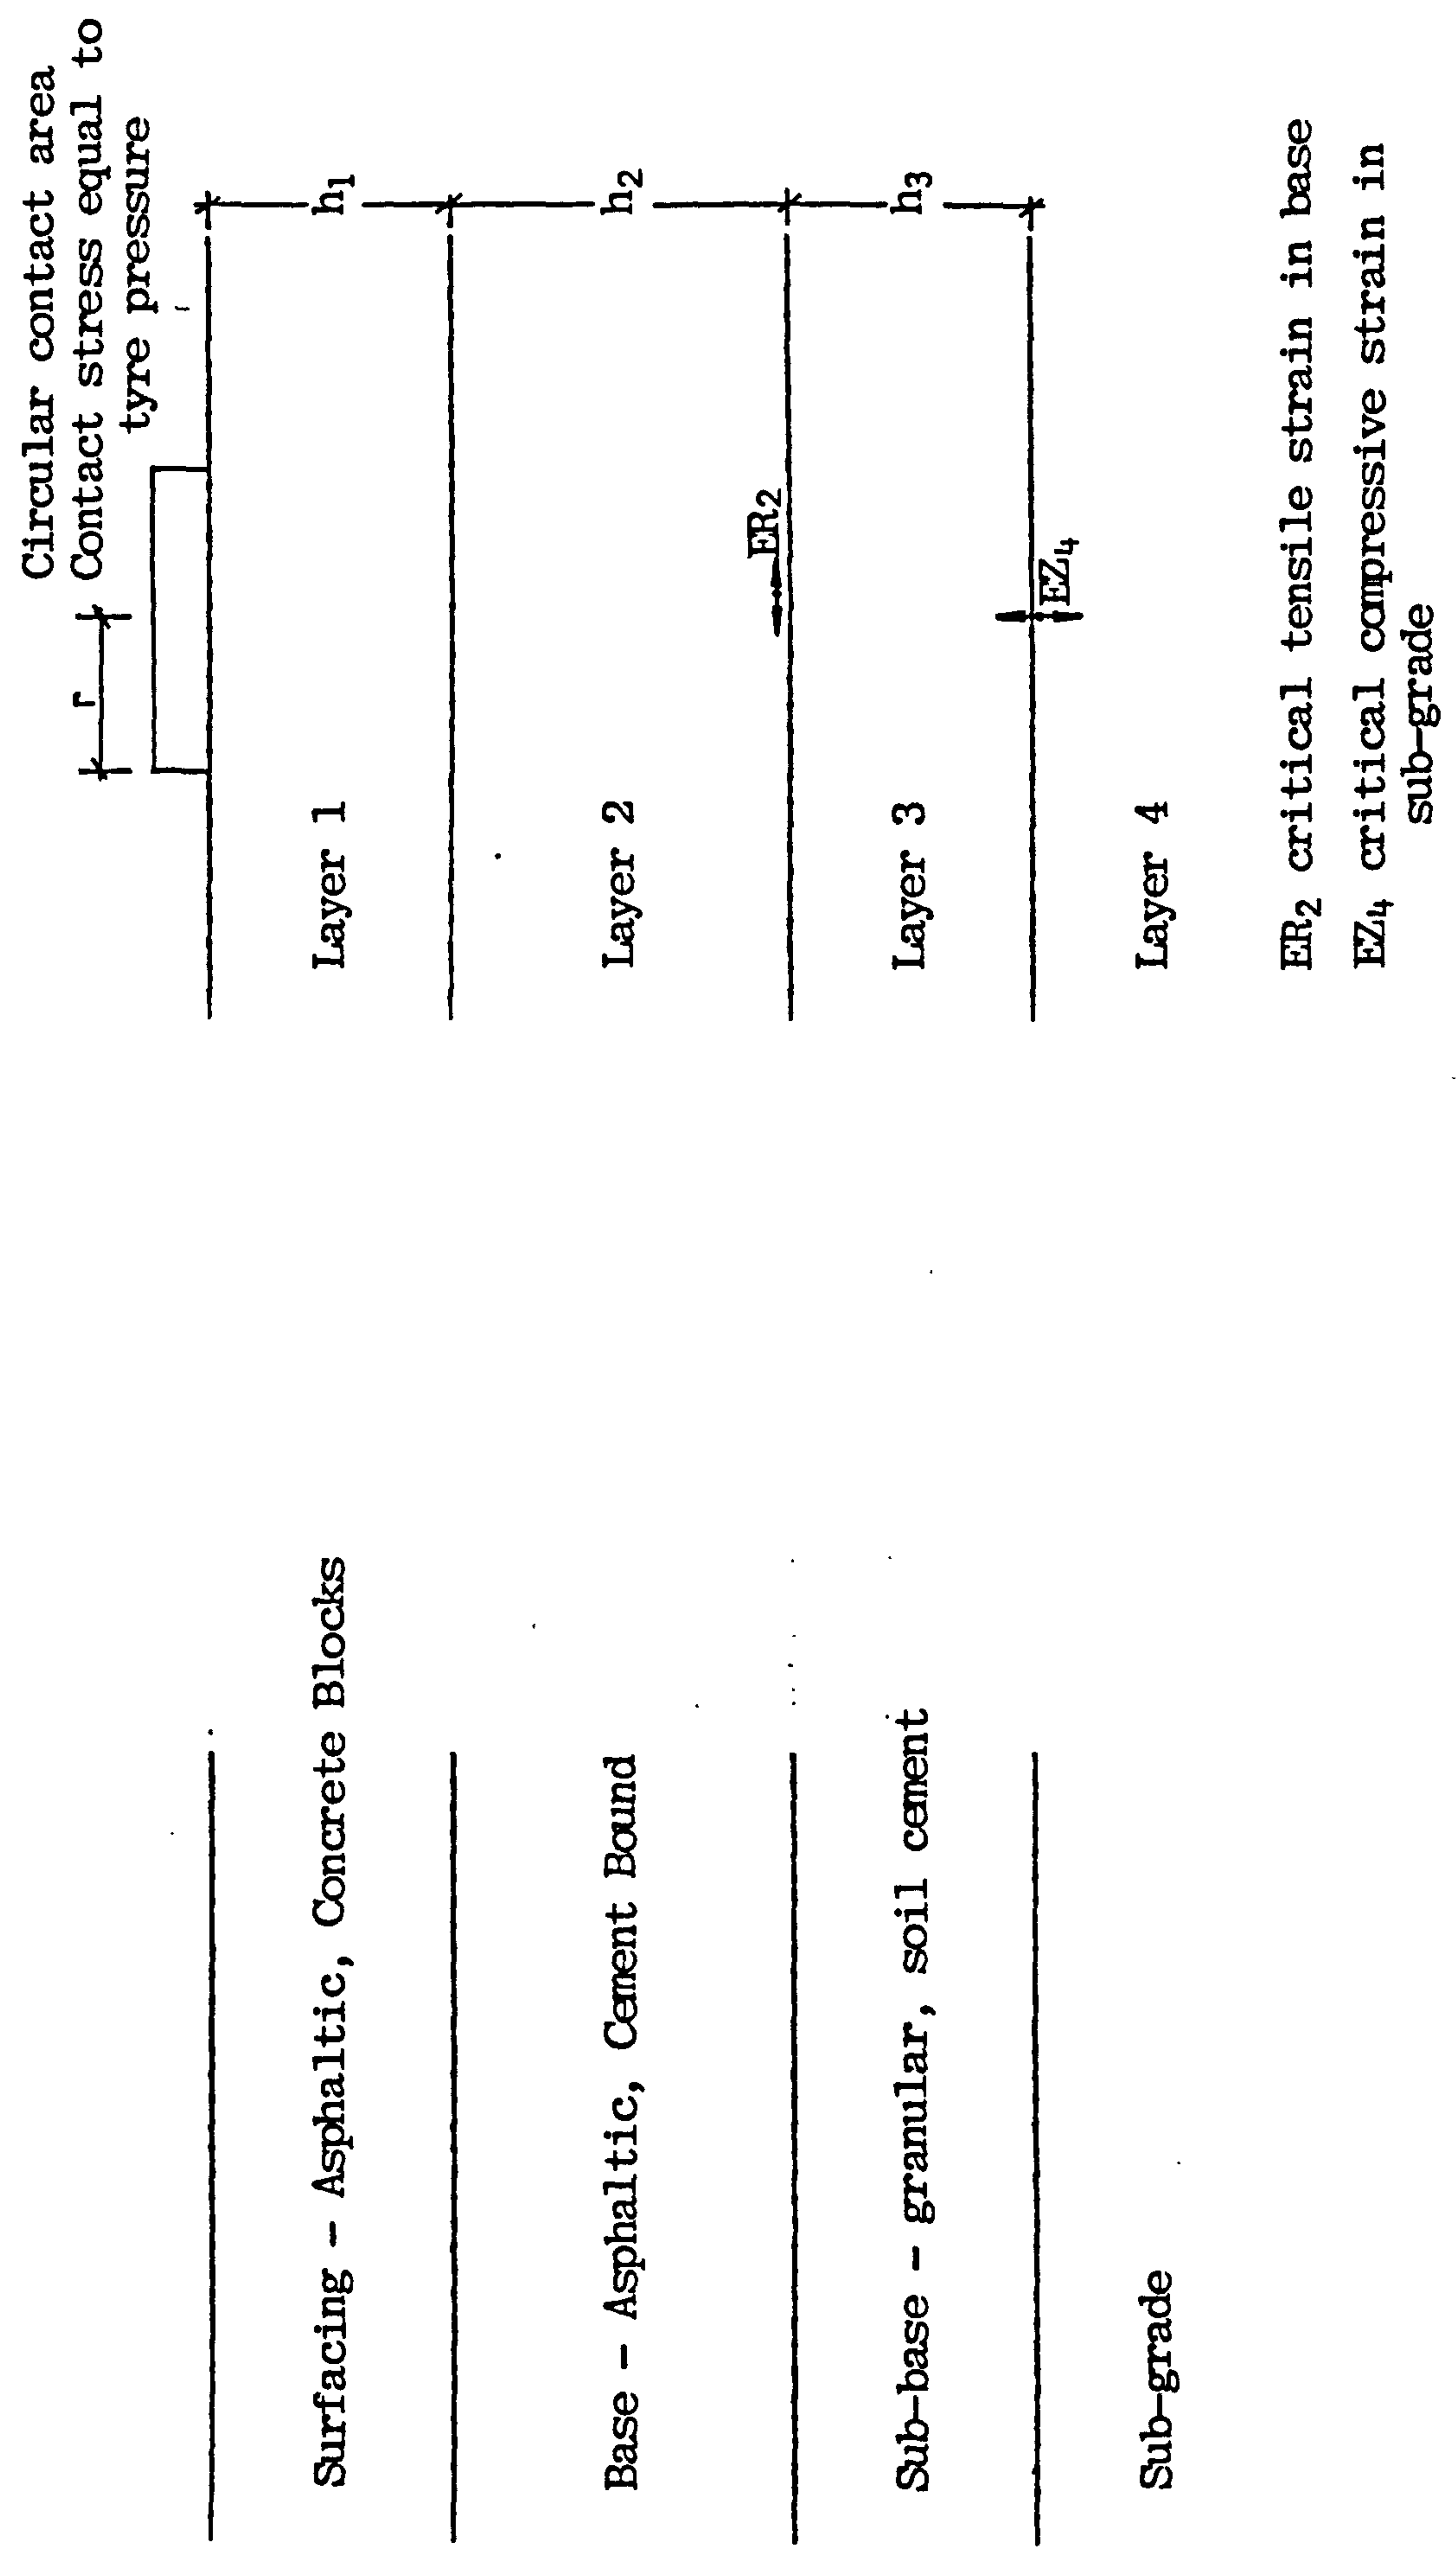 Surfacing – Asphaltic, Concrete Blocks
Base – Asphaltic, Cement Bound
Sub-base – granular, soil cement
Sub-grade
Circular contact area
r
Contact stress equal to
tyre pressure
Layer 1
h₁
Layer 2
ER₂
h₂
Layer 3
h₃
EZ₄
Layer 4
ER₂ critical tensile strain in base
EZ₄ critical compressive strain in
sub-grade